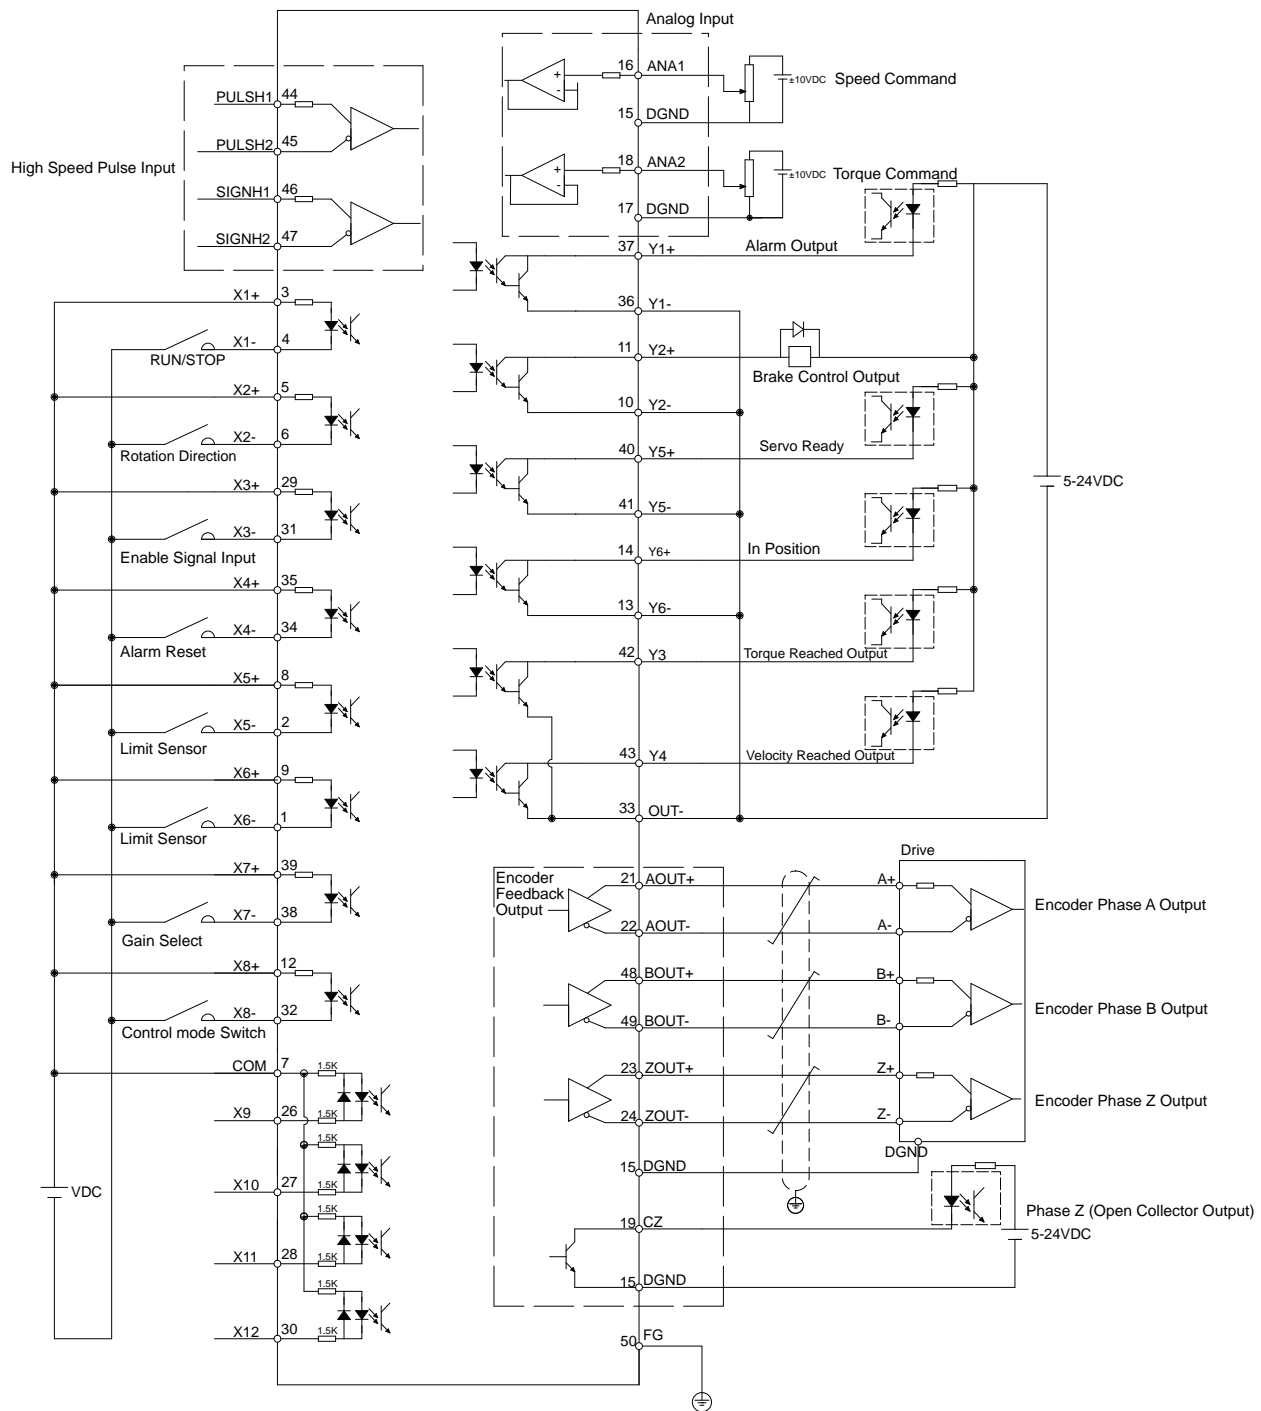 Analog Input
High Speed Pulse Input
PULSH1 44
PULSH2 45
SIGNH1 46
SIGNH2 47
16 ANA1
±10VDC Speed Command
15 DGND
18 ANA2
±10VDC Torque Command
17 DGND
37 Y1+ Alarm Output
36 Y1-
11 Y2+
Brake Control Output
10 Y2-
40 Y5+ Servo Ready
41 Y5-
14 Y6+ In Position
13 Y6-
42 Y3 Torque Reached Output
43 Y4 Velocity Reached Output
33 OUT-
5-24VDC
X1+ 3
X1- 4
RUN/STOP
X2+ 5
X2- 6
Rotation Direction
X3+ 29
X3- 31
Enable Signal Input
X4+ 35
X4- 34
Alarm Reset
X5+ 8
X5- 2
Limit Sensor
X6+ 9
X6- 1
Limit Sensor
X7+ 39
X7- 38
Gain Select
X8+ 12
X8- 32
Control mode Switch
COM 7 1.5K
X9 26 1.5K
1.5K
X10 27 1.5K
1.5K
X11 28 1.5K
1.5K
X12 30 1.5K
VDC
Encoder
Feedback
Output
Drive
21 AOUT+ A+
Encoder Phase A Output
22 AOUT- A-
48 BOUT+ B+
Encoder Phase B Output
49 BOUT- B-
23 ZOUT+ Z+
Encoder Phase Z Output
24 ZOUT- Z-
DGND
15 DGND
19 CZ
Phase Z (Open Collector Output)
5-24VDC
15 DGND
50 FG